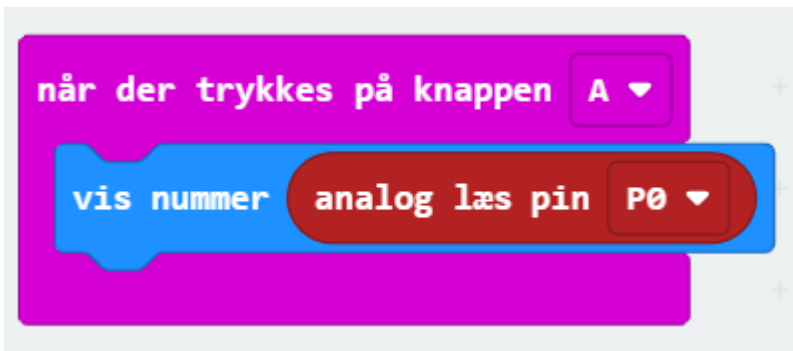 når der trykkes på knappen A
vis nummer analog læs pin P0